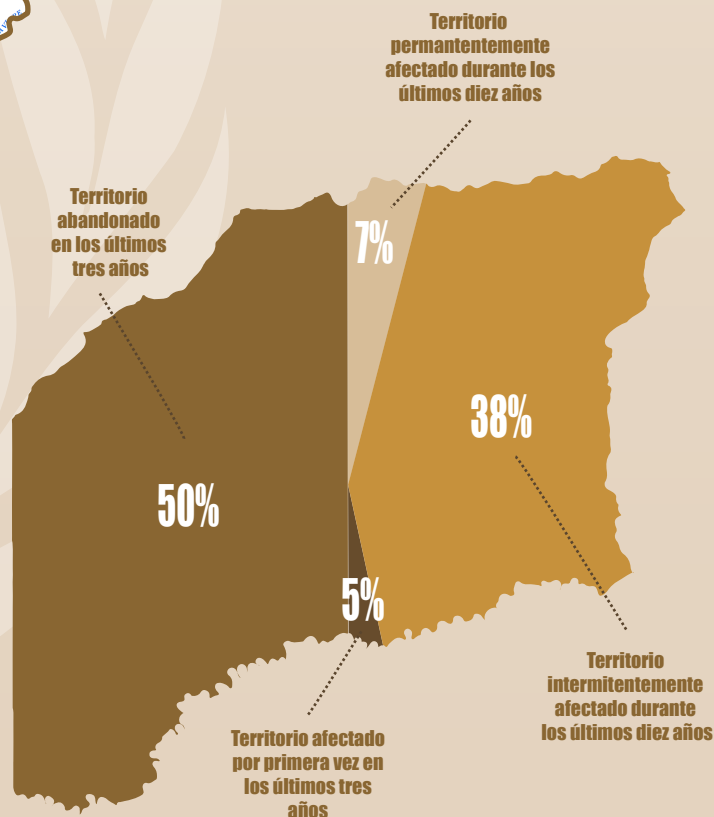 Territorio
permantentemente
afectado durante los
últimos diez años
Territorio
abandonado
en los últimos
tres años
7%
38%
50%
5%
Territorio
intermitentemente
afectado durante
los últimos diez años
Territorio afectado
por primera vez en
los últimos tres
años